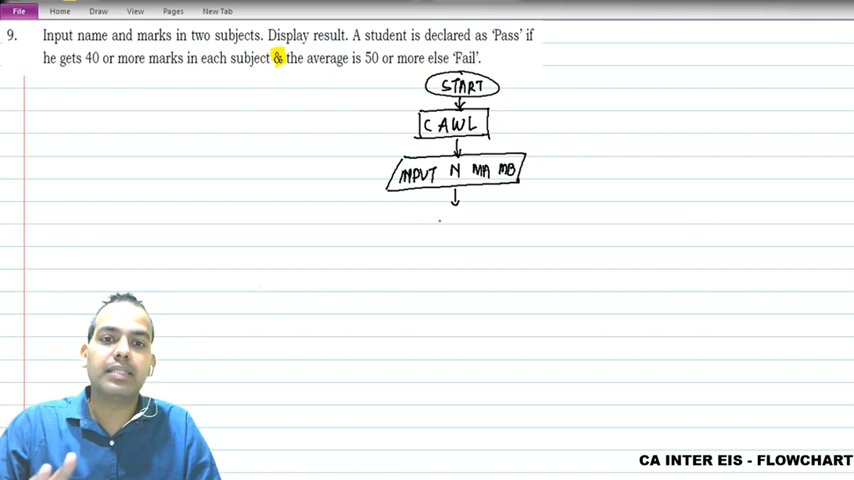 File Home Draw View Pages New Tab
9. Input name and marks in two subjects. Display result. A student is declared as 'Pass' if
he gets 40 or more marks in each subject & the average is 50 or more else 'Fail'.
START
CAWL
INPUT N MA MB
CA INTER EIS - FLOWCHART